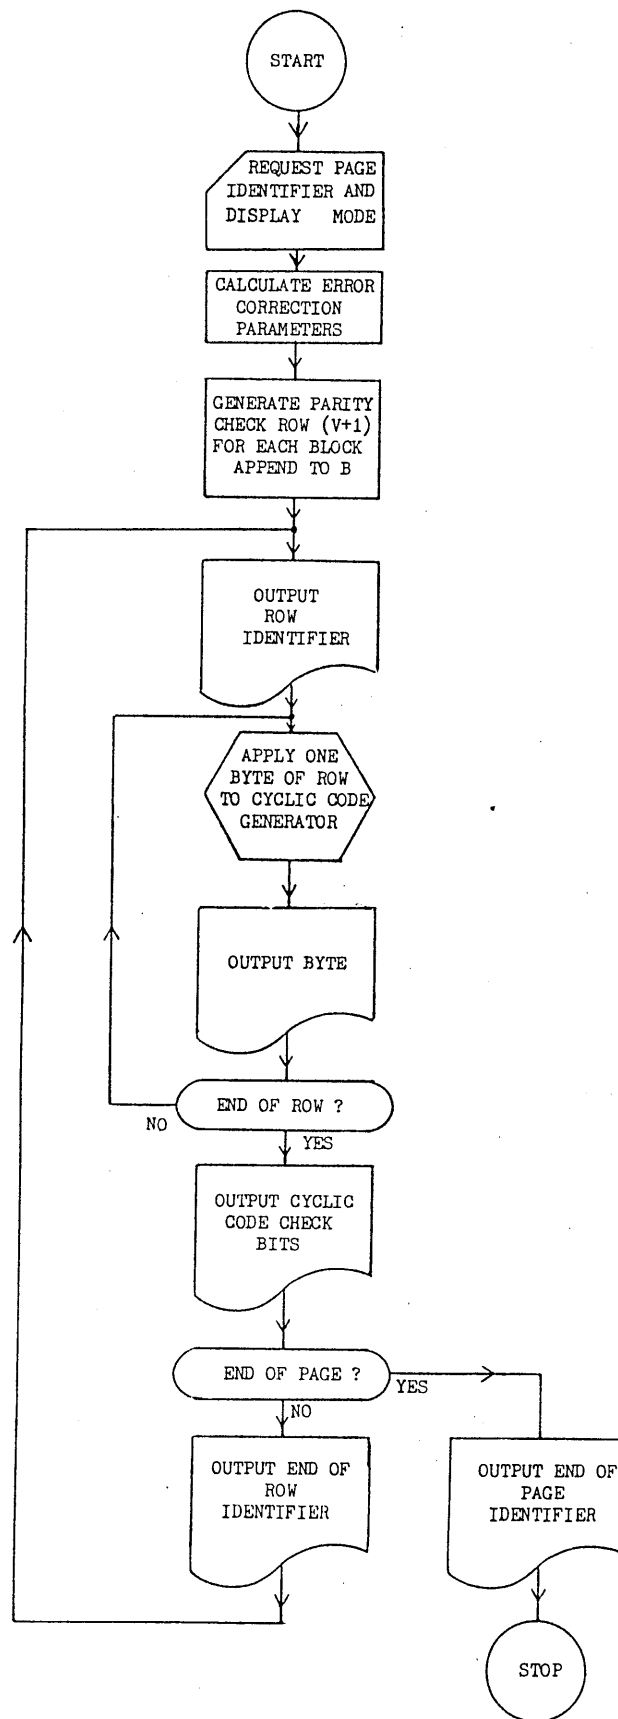 START
REQUEST PAGE
IDENTIFIER AND
DISPLAY MODE
CALCULATE ERROR
CORRECTION
PARAMETERS
GENERATE PARITY
CHECK ROW (V+1)
FOR EACH BLOCK
APPEND TO B
OUTPUT
ROW
IDENTIFIER
APPLY ONE
BYTE OF ROW
TO CYCLIC CODE
GENERATOR
OUTPUT BYTE
END OF ROW ?
NO
YES
OUTPUT CYCLIC
CODE CHECK
BITS
END OF PAGE ?
YES
NO
OUTPUT END OF
ROW
IDENTIFIER
OUTPUT END OF
PAGE
IDENTIFIER
STOP